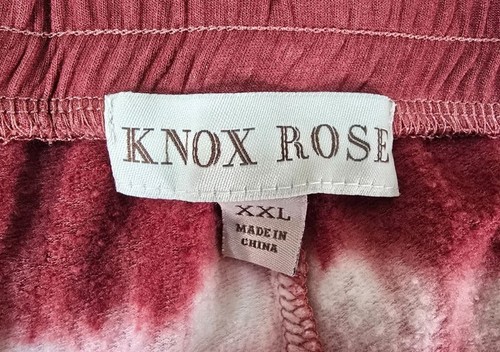 KNOX ROSE
XXL
MADE IN
CHINA